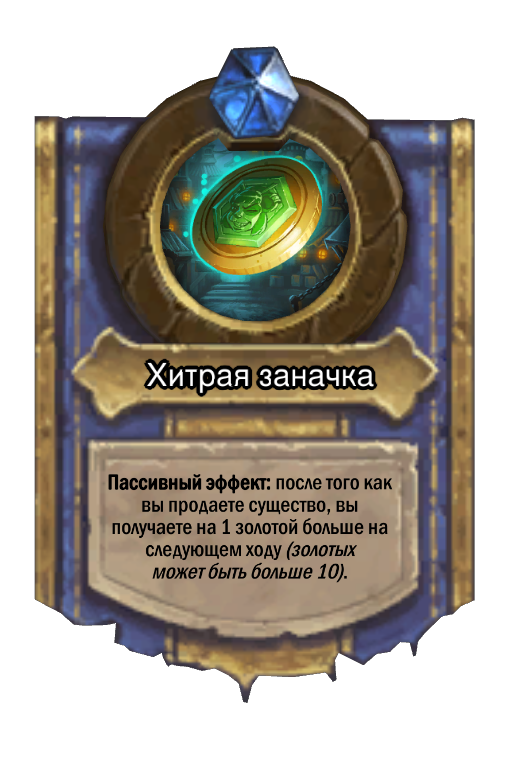 Хитрая заначка
Пассивный эффект: после того как
вы продаете существо, вы
получаете на 1 золотой больше на
следующем ходу (золотых
может быть больше 10).